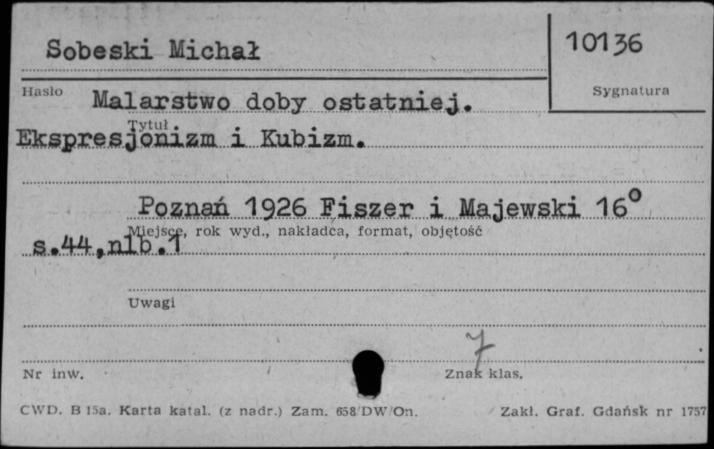 Sobeski Michał
10136
Hasło
Sygnatura
Malarstwo doby ostatniej.
Tytuł
Ekspresjonizm i Kubizm.
Poznań 1926 Fiszer i Majewski 16°
Miejsce, rok wyd., nakładca, format, objętość
s.44,nlb.1
Uwagi
7
Nr inw.
Znak klas.
CWD. B 15a. Karta katal. (z nadr.) Zam. 658/DW/On.
Zakł. Graf. Gdańsk nr 1757